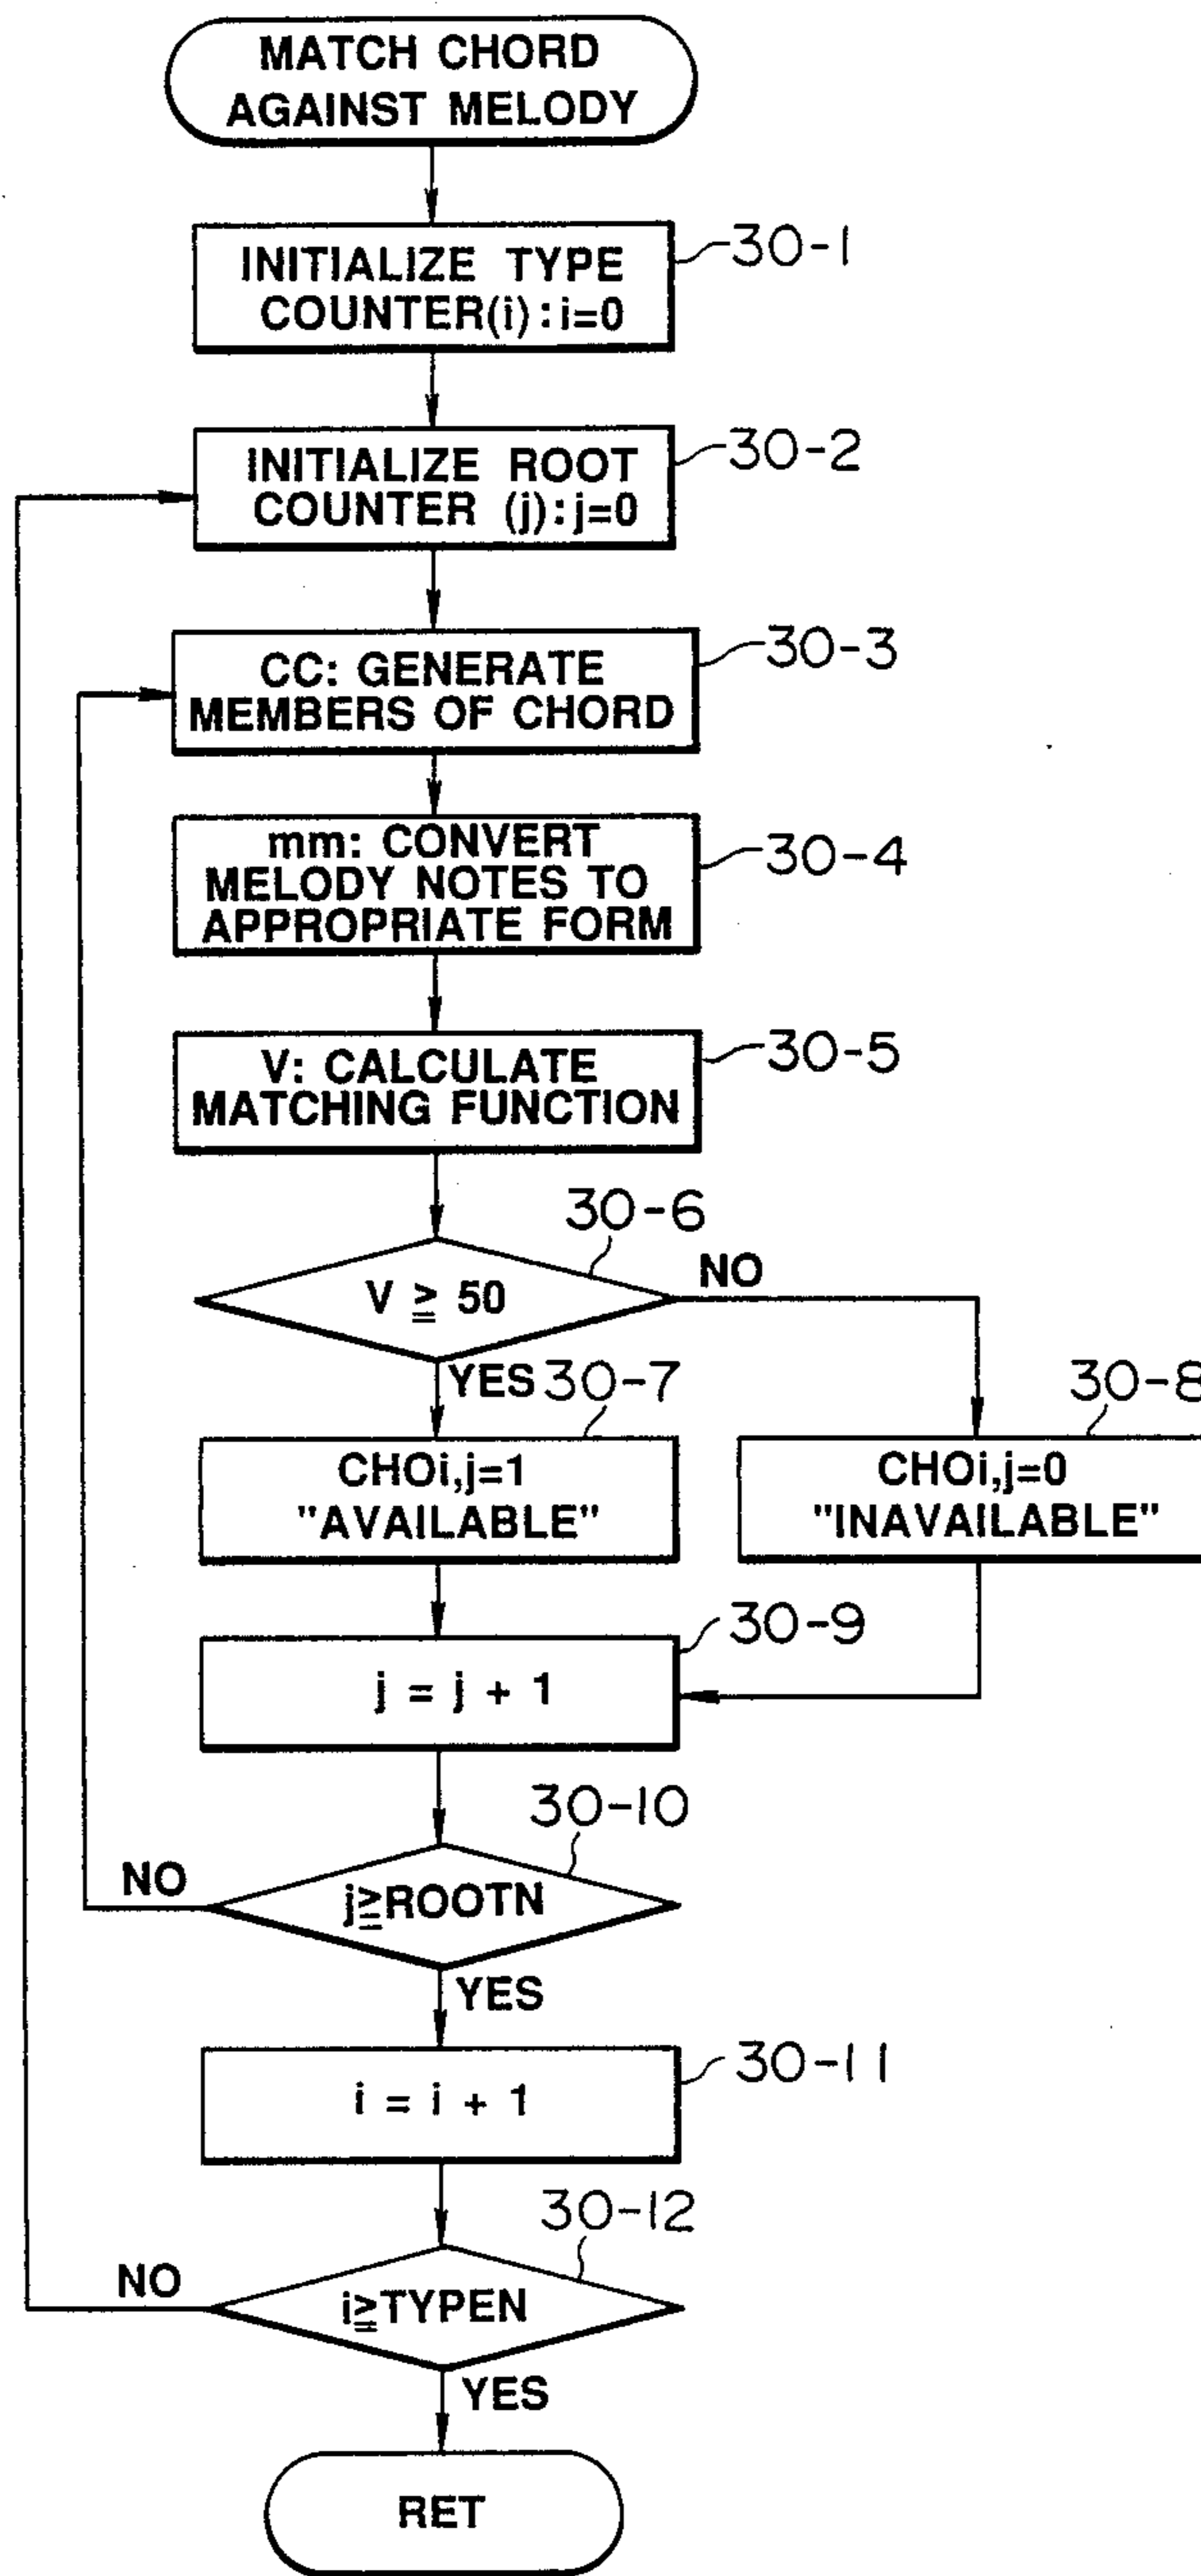 MATCH CHORD
AGAINST MELODY
30-1
INITIALIZE TYPE
COUNTER(i):i=0
30-2
INITIALIZE ROOT
COUNTER (j):j=0
30-3
CC: GENERATE
MEMBERS OF CHORD
30-4
mm: CONVERT
MELODY NOTES TO
APPROPRIATE FORM
30-5
V: CALCULATE
MATCHING FUNCTION
30-6
V ≧ 50
NO
YES
30-7
CHOi,j=1
"AVAILABLE"
30-8
CHOi,j=0
"INAVAILABLE"
30-9
j = j + 1
30-10
j≧ROOTN
NO
YES
30-11
i = i + 1
30-12
i≧TYPEN
NO
YES
RET